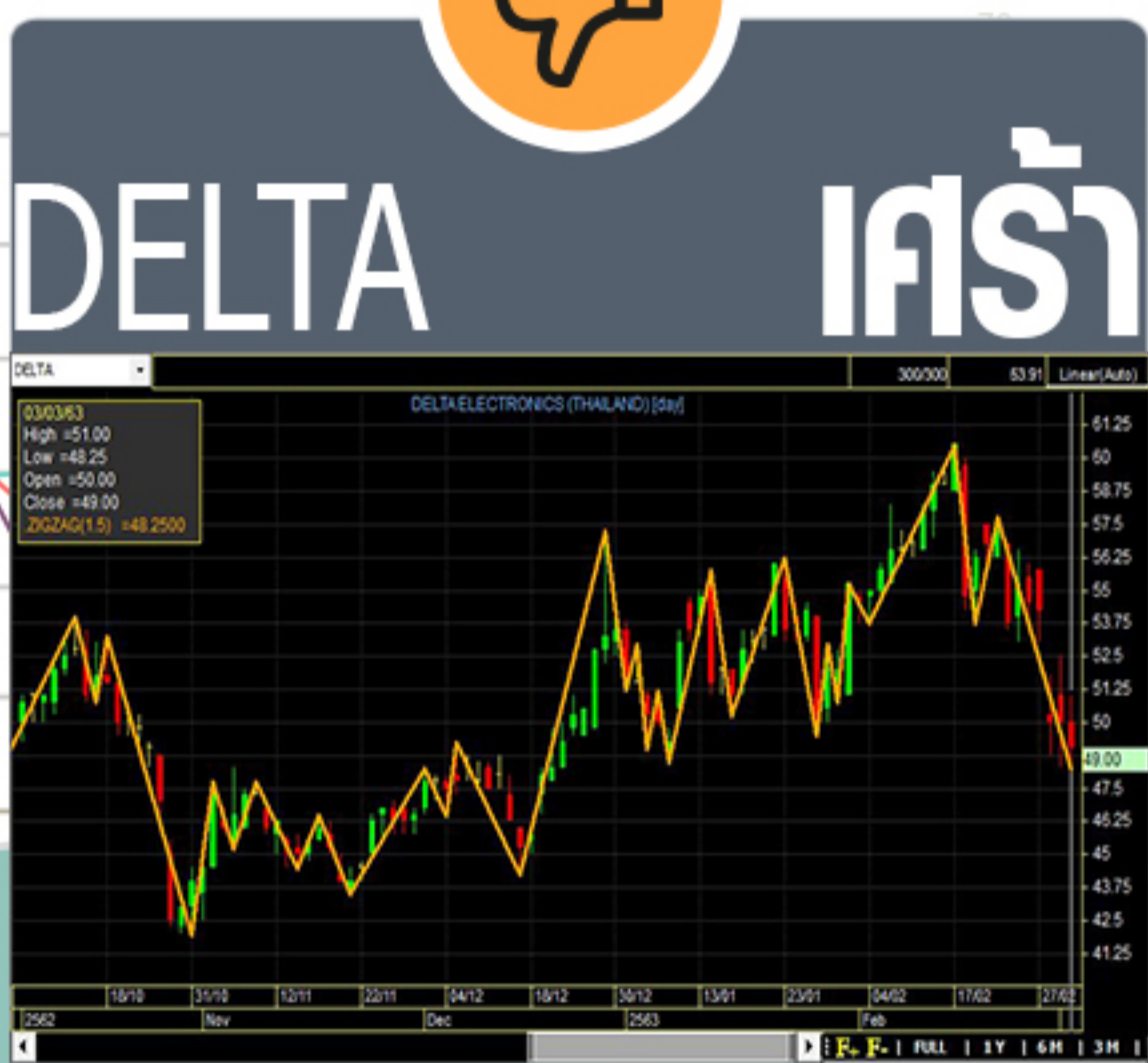 DELTA เศร้า
DELTA 300/300 53.91 Linear(Auto)
DELTA ELECTRONICS (THAILAND) [day]
03/03/63
High =51.00
Low =48.25
Open =50.00
Close =49.00
ZIGZAG(1.5) =48.2500
61.25
60
58.75
57.5
56.25
55
53.75
52.5
51.25
50
49.00
47.5
46.25
45
43.75
42.5
41.25
18/10 31/10 12/11 22/11 04/12 18/12 30/12 13/01 23/01 04/02 17/02 27/02
2562 Nov Dec 2563 Feb
F+ F- | FULL | 1Y | 6M | 3M |